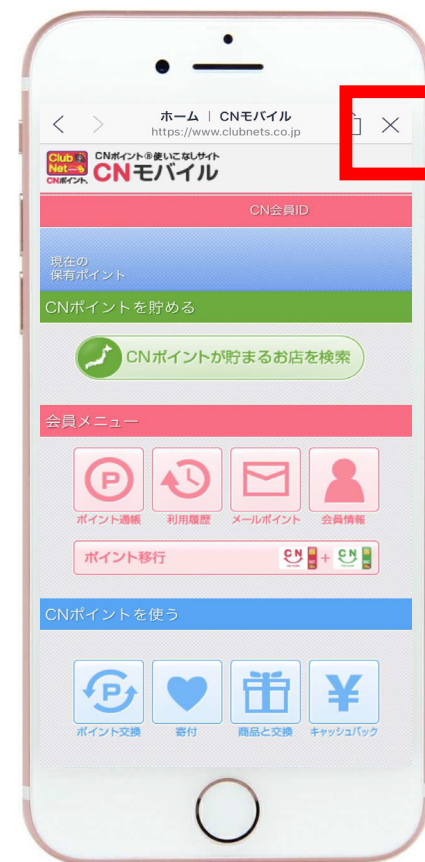 ホーム | CNモバイル
https://www.clubnets.co.jp
Club
Net-s
CNポイント。
CNポイント®使いこなしサイト
CNモバイル
CN会員ID
現在の
保有ポイント
CNポイントを貯める
CNポイントが貯まるお店を検索
会員メニュー
P
ポイント通帳 利用履歴 メールポイント 会員情報
ポイント移行 CN + CN
CNポイントを使う
P ¥
ポイント交換 寄付 商品と交換 キャッシュバック